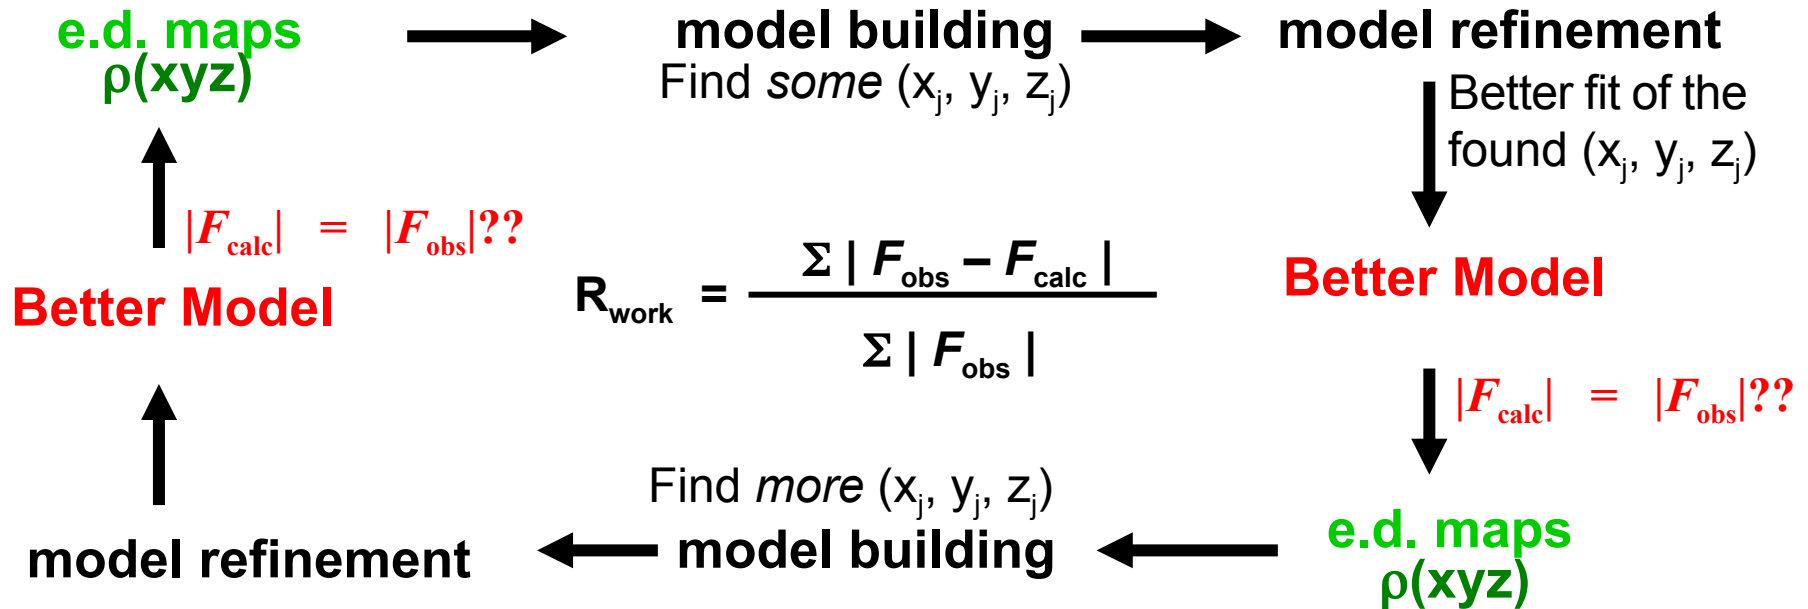 e.d. maps
ρ(xyz)
model building
Find some (xj, yj, zj)
model refinement
Better fit of the
found (xj, yj, zj)
|Fcalc| = |Fobs|??
Better Model
Rwork = Σ | Fobs – Fcalc |
Σ | Fobs |
Better Model
|Fcalc| = |Fobs|??
Find more (xj, yj, zj)
model building
model refinement
e.d. maps
ρ(xyz)